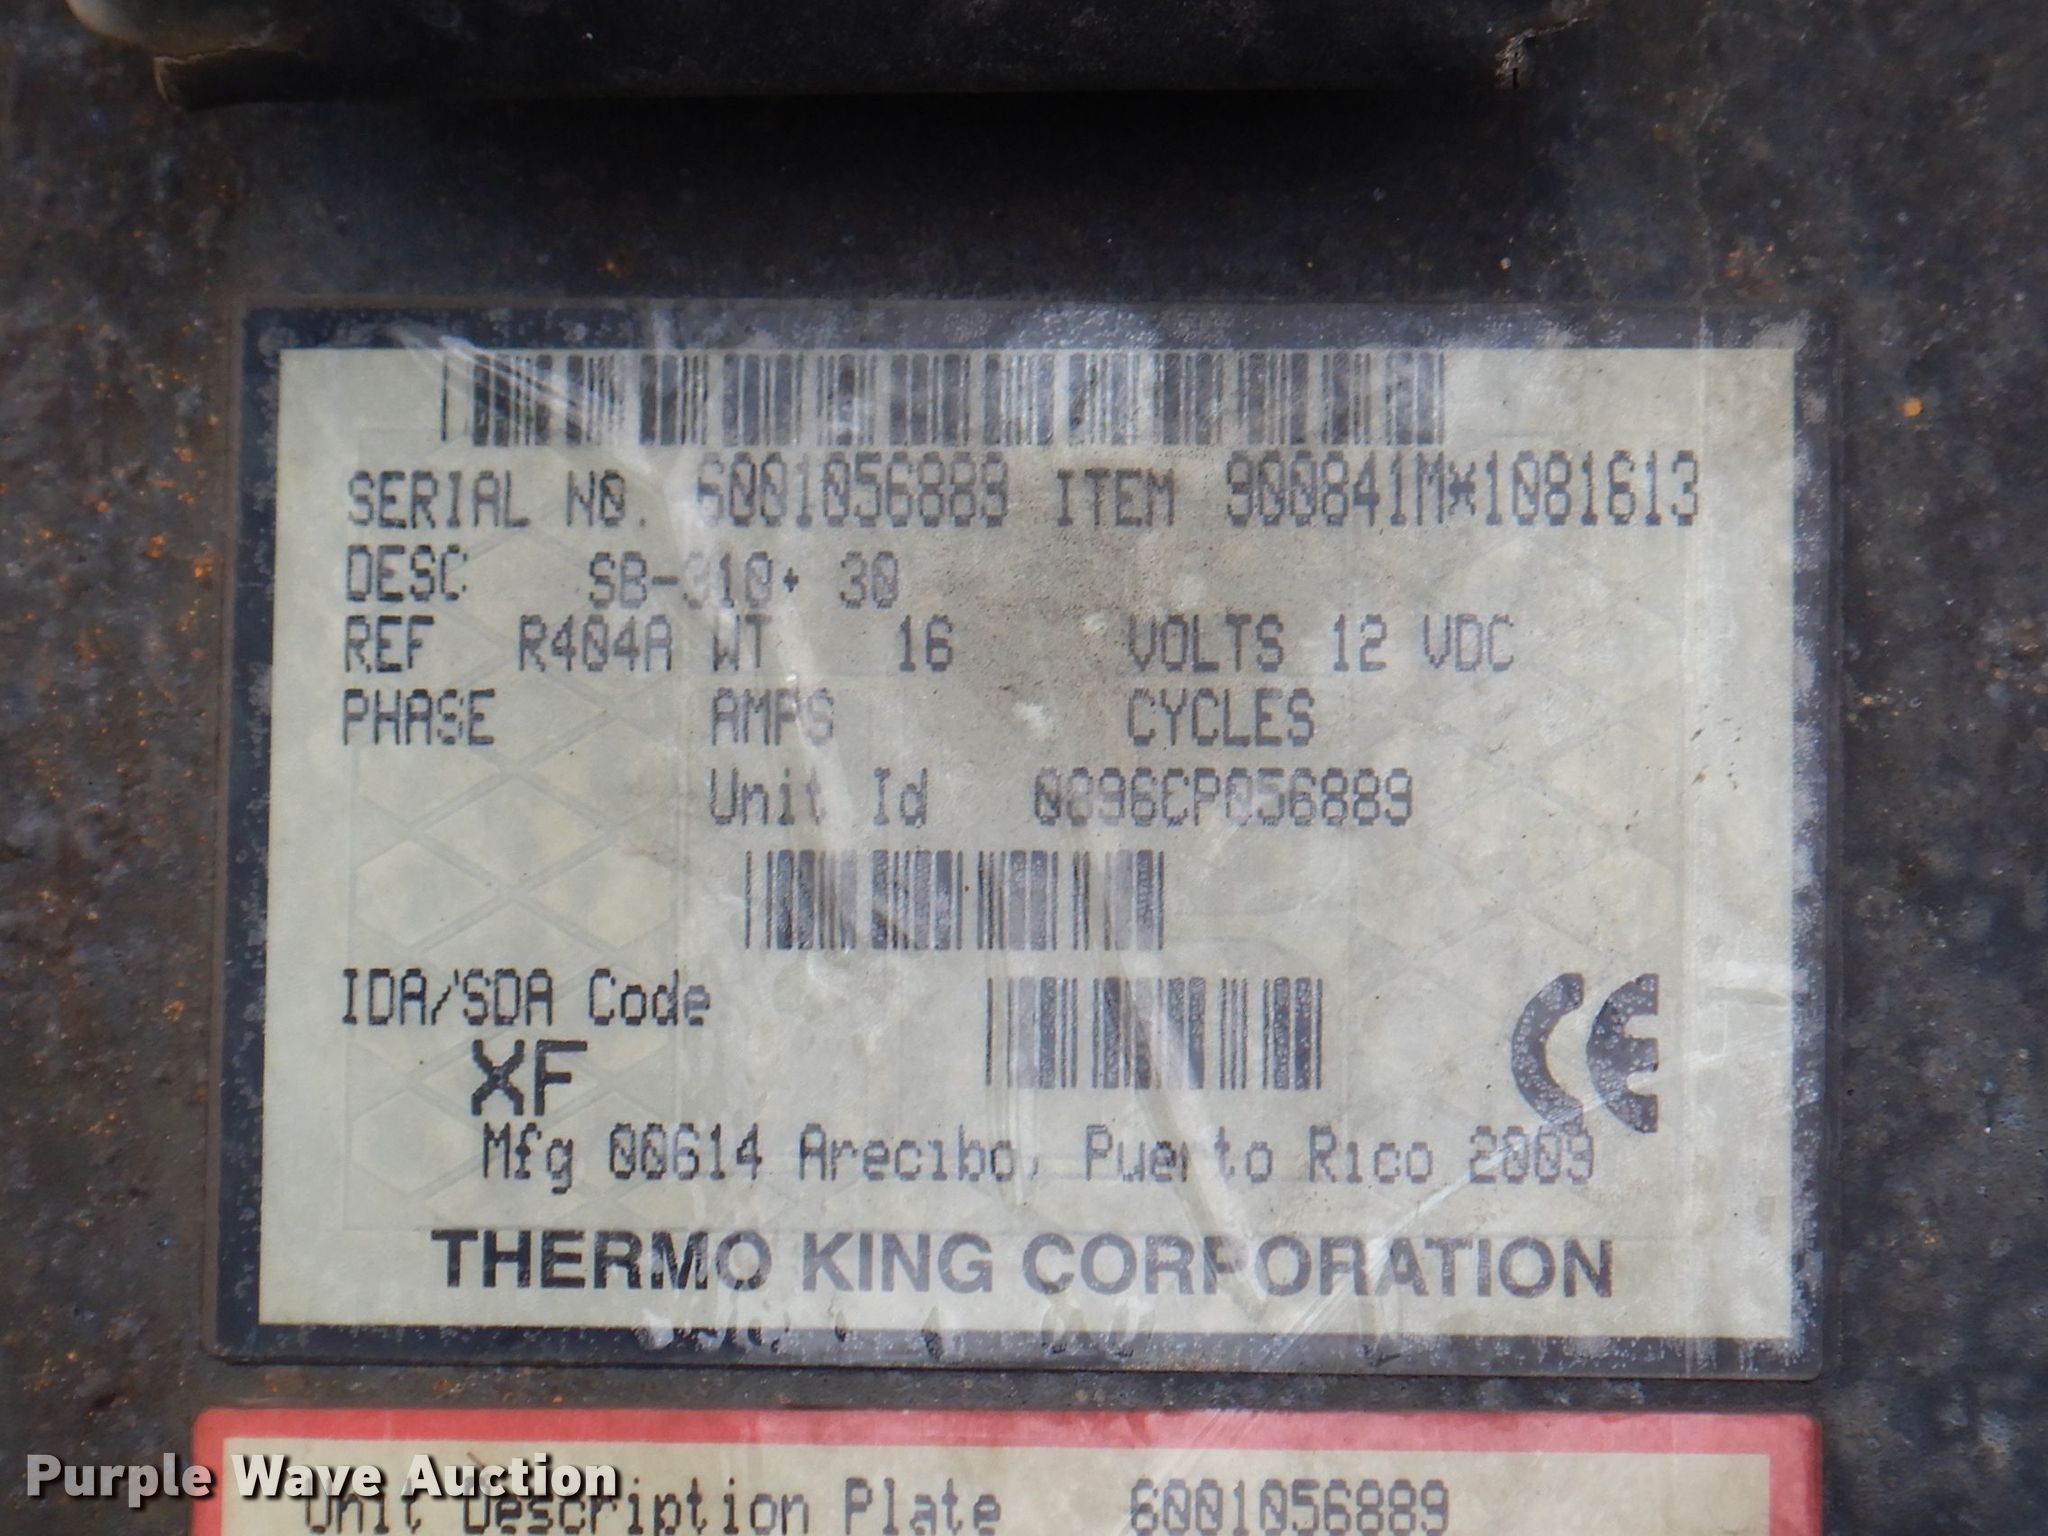 SERIAL NO. 6001056889 ITEM 900841M*1081613
DESC SB-310+ 30
REF R404A WT 16 VOLTS 12 VDC
PHASE AMPS CYCLES
Unit Id 0896CP056889
IDA/SDA Code
XF
CE
Mfg 00614 Arecibo, Puerto Rico 2009
THERMO KING CORPORATION
Unit Description Plate 6001056889
Purple Wave Auction